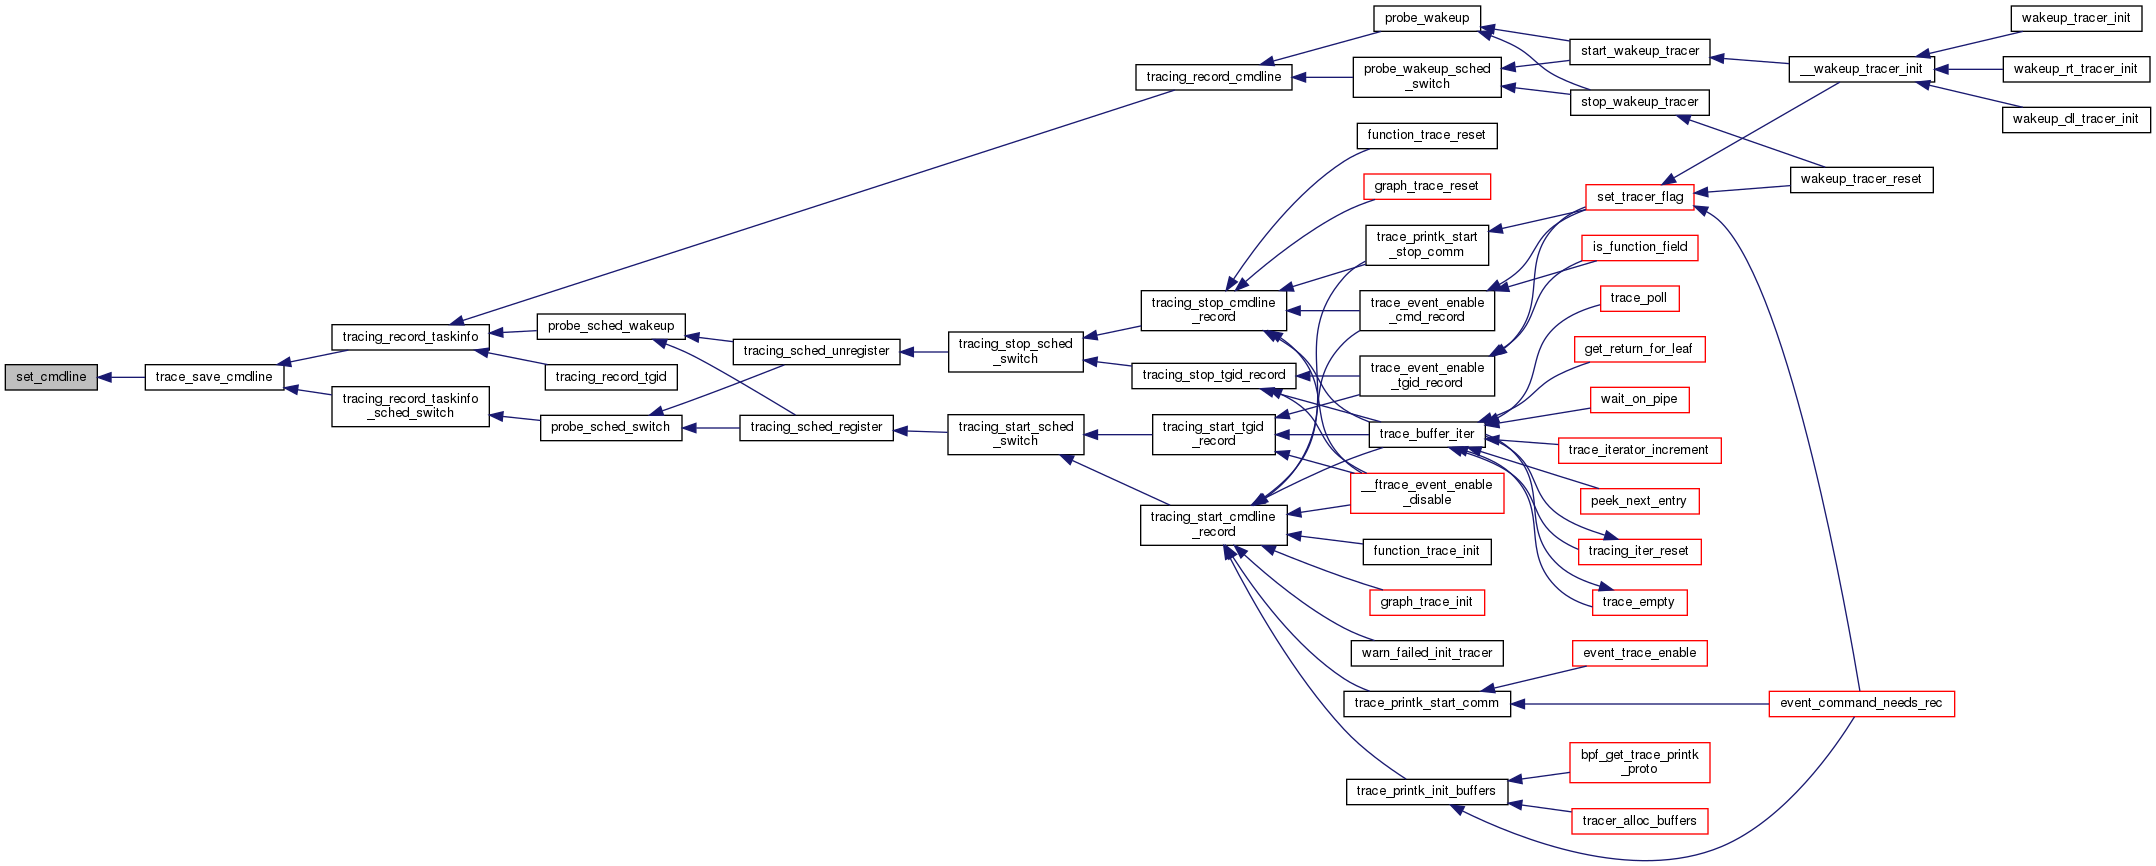 set_cmdline
trace_save_cmdline
tracing_record_taskinfo
tracing_record_taskinfo
_sched_switch
probe_sched_wakeup
tracing_record_tgid
probe_sched_switch
tracing_sched_unregister
tracing_sched_register
tracing_stop_sched
_switch
tracing_start_sched
_switch
tracing_record_cmdline
tracing_stop_cmdline
_record
tracing_stop_tgid_record
tracing_start_tgid
_record
tracing_start_cmdline
_record
probe_wakeup
probe_wakeup_sched
_switch
function_trace_reset
graph_trace_reset
trace_printk_start
_stop_comm
trace_event_enable
_cmd_record
trace_event_enable
_tgid_record
trace_buffer_iter
__ftrace_event_enable
_disable
function_trace_init
graph_trace_init
warn_failed_init_tracer
trace_printk_start_comm
trace_printk_init_buffers
start_wakeup_tracer
stop_wakeup_tracer
set_tracer_flag
is_function_field
trace_poll
get_return_for_leaf
wait_on_pipe
trace_iterator_increment
peek_next_entry
tracing_iter_reset
trace_empty
event_trace_enable
bpf_get_trace_printk
_proto
tracer_alloc_buffers
__wakeup_tracer_init
wakeup_tracer_reset
event_command_needs_rec
wakeup_tracer_init
wakeup_rt_tracer_init
wakeup_dl_tracer_init